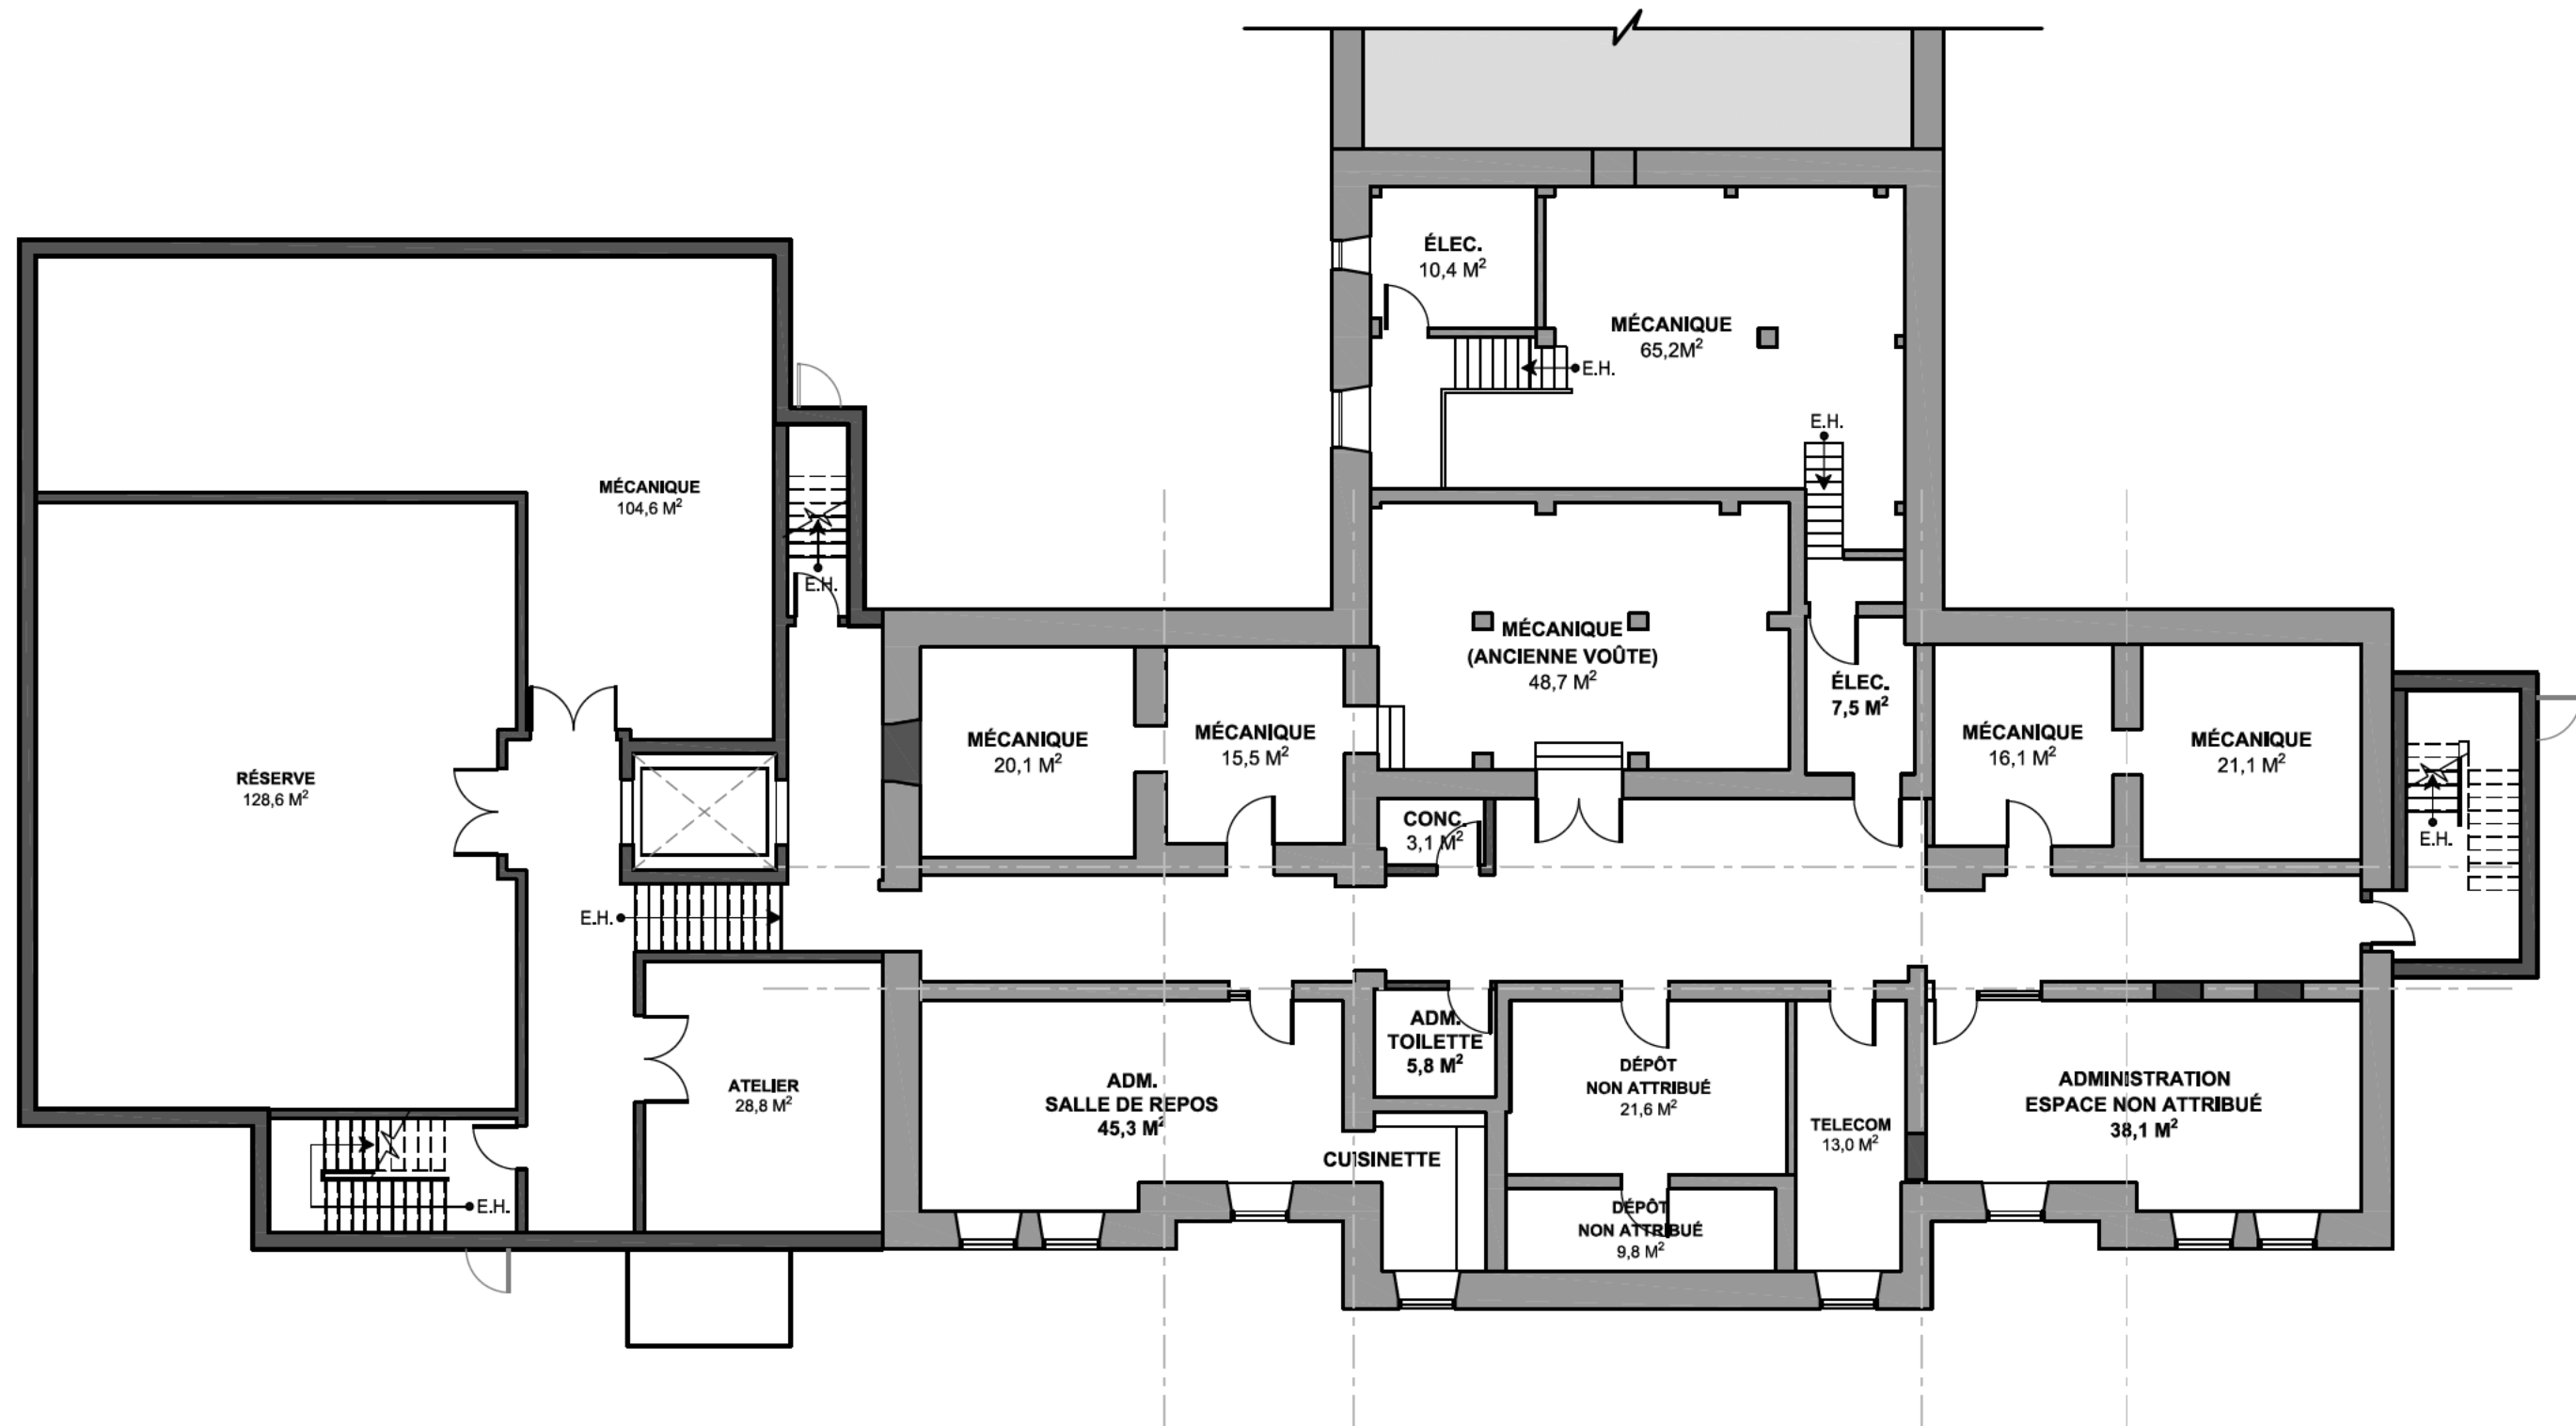 ÉLEC.
10,4 M²
MÉCANIQUE
65,2M²
E.H.
E.H.
MÉCANIQUE
104,6 M²
E.H.
MÉCANIQUE
(ANCIENNE VOÛTE)
48,7 M²
ÉLEC.
7,5 M²
MÉCANIQUE
20,1 M²
MÉCANIQUE
15,5 M²
MÉCANIQUE
16,1 M²
MÉCANIQUE
21,1 M²
RÉSERVE
128,6 M²
CONC.
3,1 M²
E.H.
E.H.
ADM.
TOILETTE
5,8 M²
ATELIER
28,8 M²
ADM.
SALLE DE REPOS
45,3 M²
DÉPÔT
NON ATTRIBUÉ
21,6 M²
TELECOM
13,0 M²
ADMINISTRATION
ESPACE NON ATTRIBUÉ
38,1 M²
CUISINETTE
E.H.
DÉPÔT
NON ATTRIBUÉ
9,8 M²